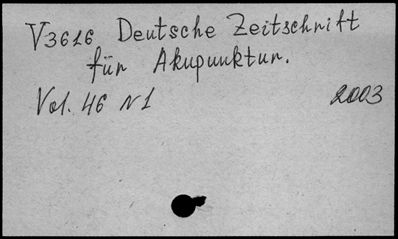 V3616 Deutsche Zeitschrift
für Akupunktur.
Vol. 46 N1 2003